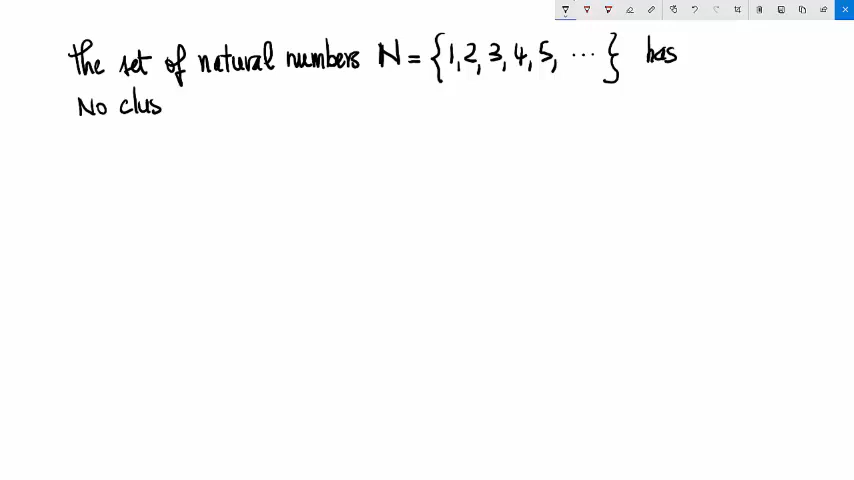 the set of natural numbers N = {1, 2, 3, 4, 5, ⋯} has
No clus